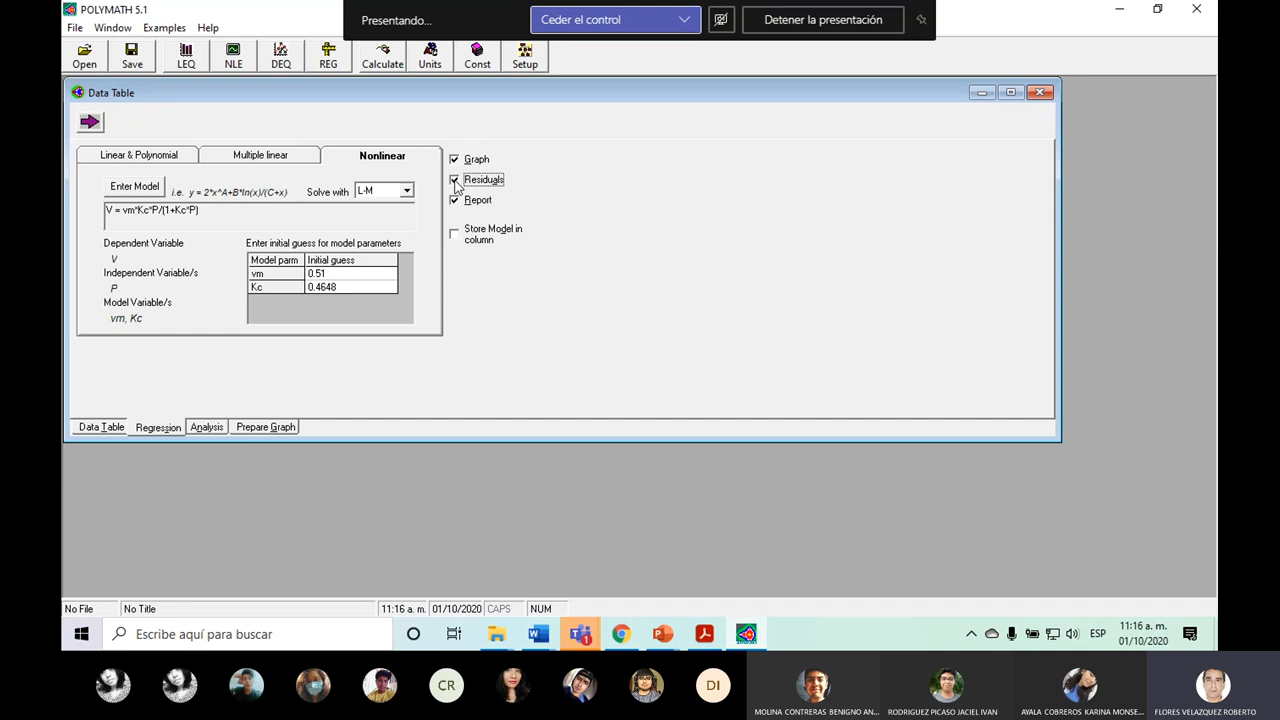 POLYMATH 5.1
Presentando...
Ceder el control
Detener la presentación
File Window Examples Help
Open Save LEQ NLE DEQ REG Calculate Units Const Setup
Data Table
Linear & Polynomial Multiple linear Nonlinear
Enter Model i.e. y = 2*x^A+B*ln(x)/(C+x) Solve with L-M
V = vm*Kc*P/(1+Kc*P)
Dependent Variable
V
Independent Variable/s
P
Model Variable/s
vm, Kc
Enter initial guess for model parameters
Model parm Initial guess
vm 0.51
Kc 0.4648
Graph
Residuals
Report
Store Model in
column
Data Table Regression Analysis Prepare Graph
No File No Title 11:16 a. m. 01/10/2020 CAPS NUM
Escribe aquí para buscar
1
ESP
11:16 a. m.
01/10/2020
CR
DI
MOLINA CONTRERAS BENIGNO AN...
RODRIGUEZ PICASO JACIEL IVAN
AYALA COBREROS KARINA MONSE...
FLORES VELAZQUEZ ROBERTO